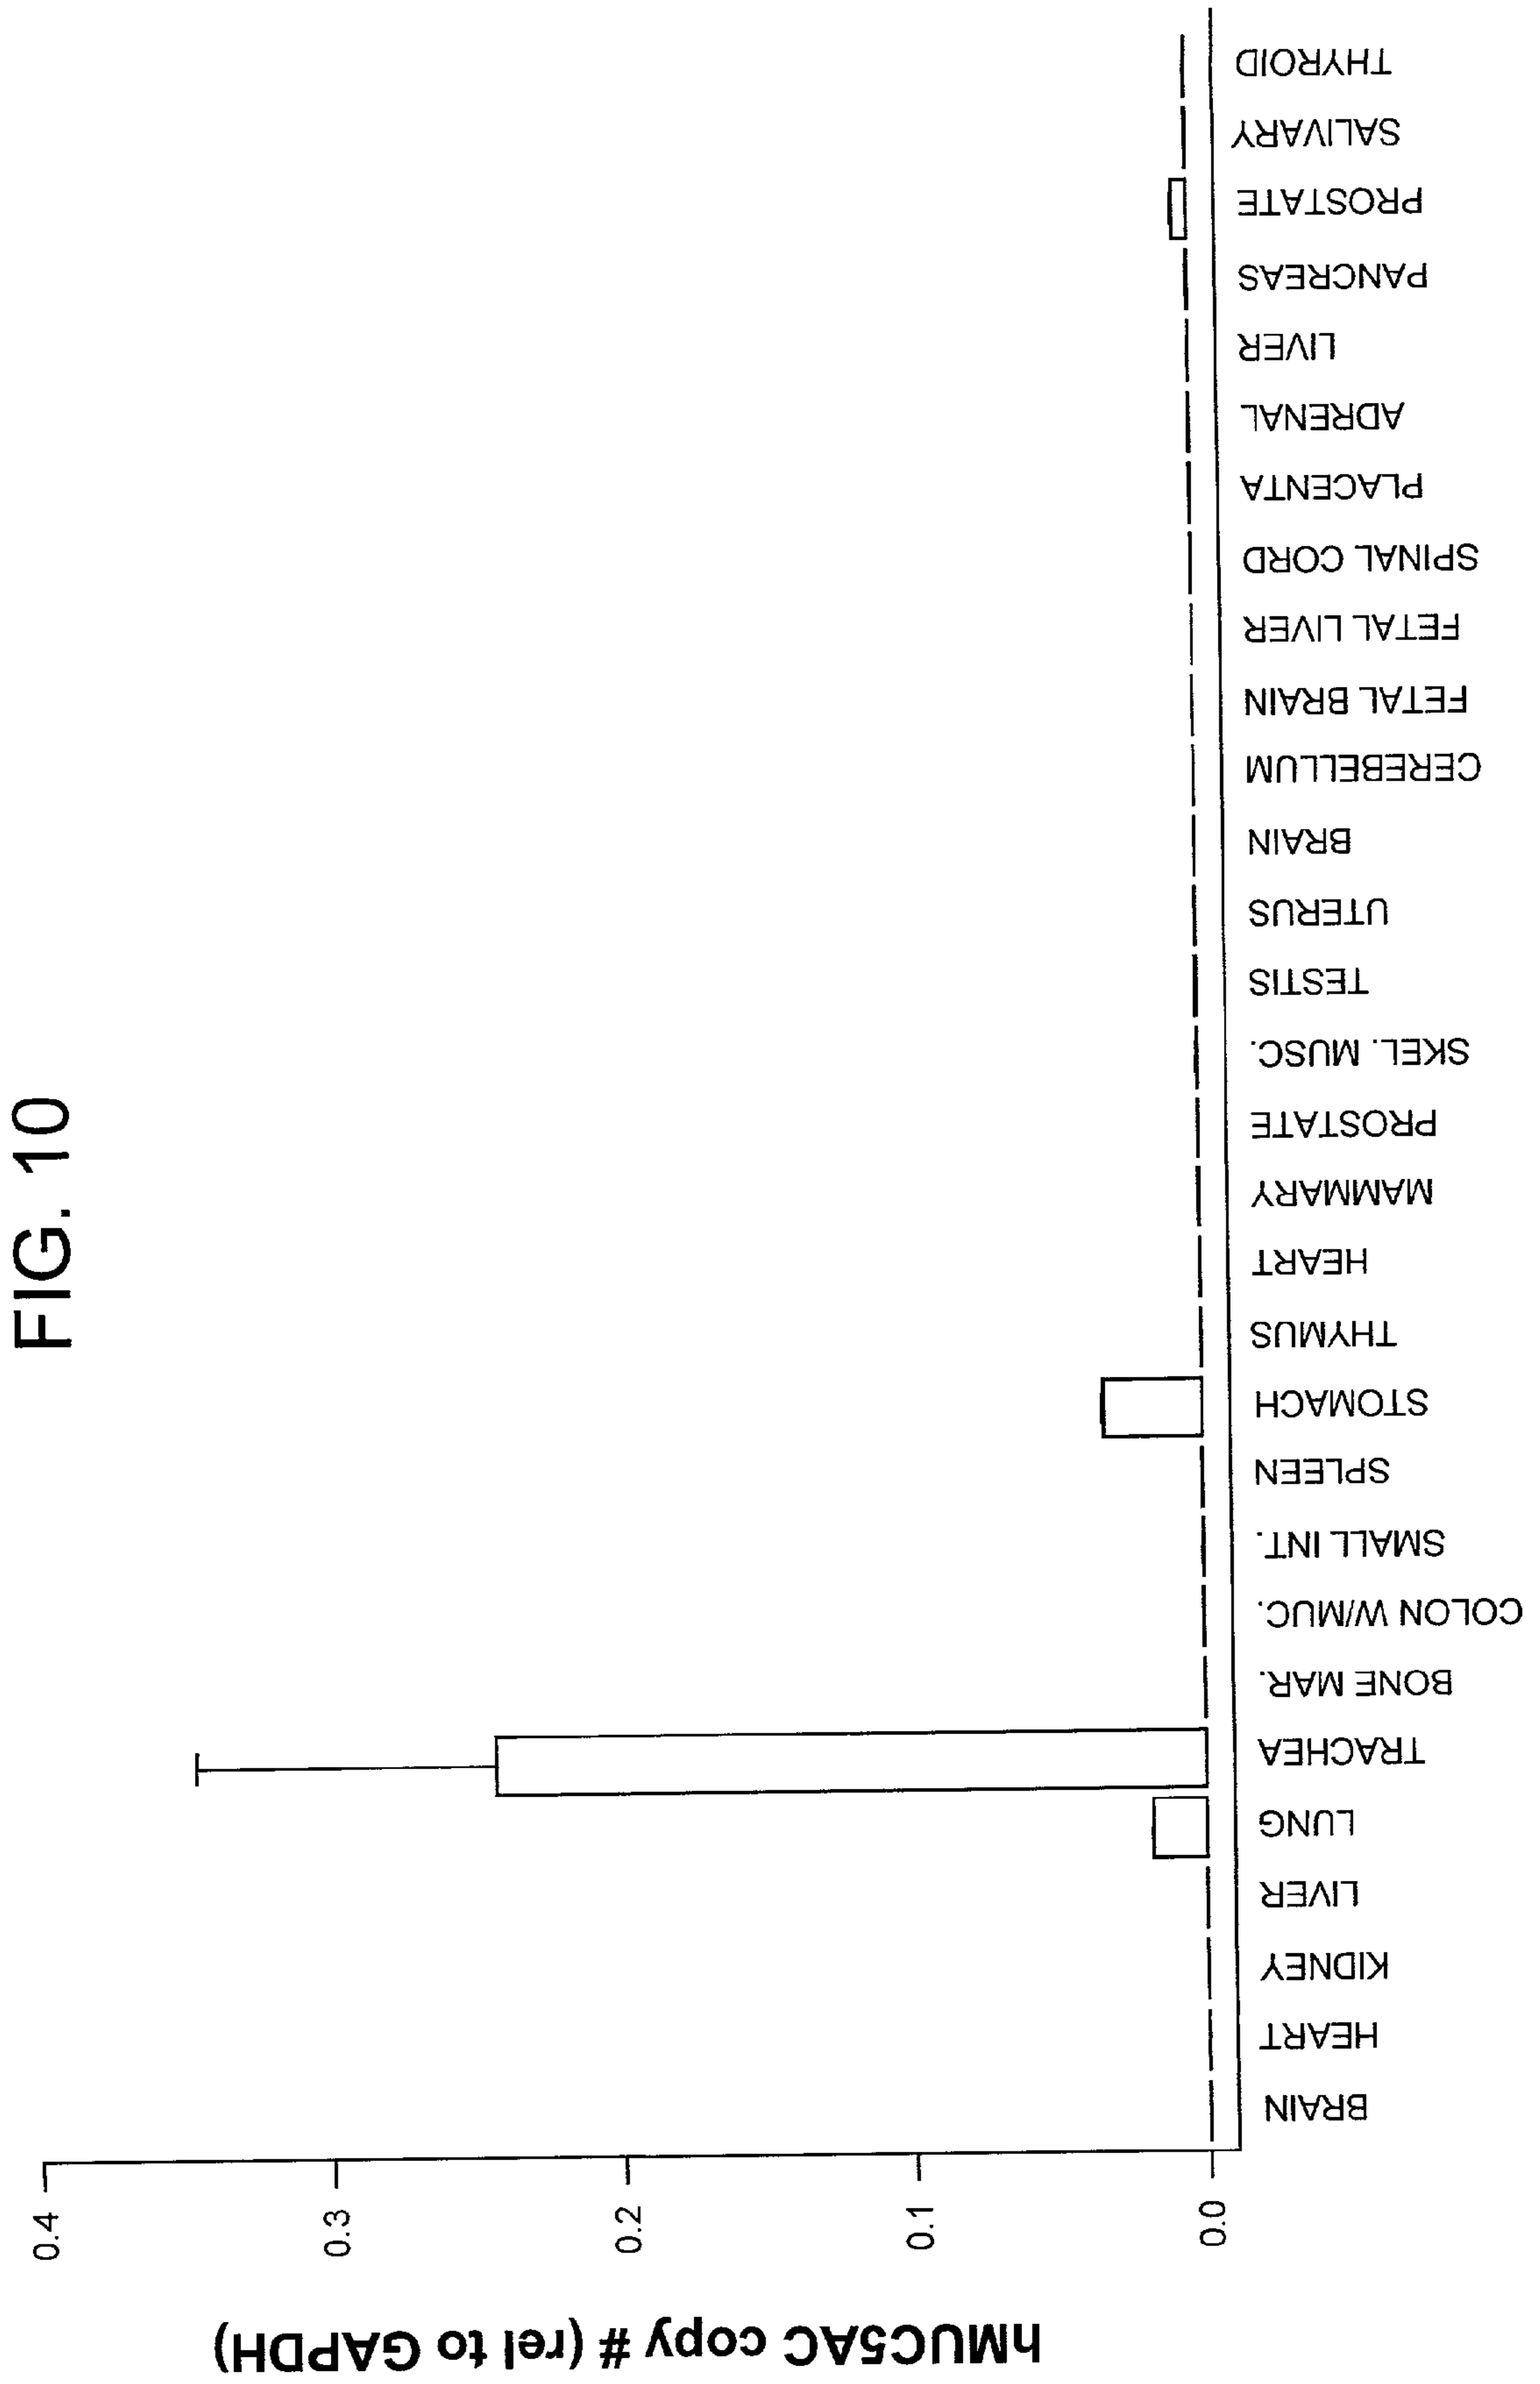 FIG. 10
hMUC5AC copy # (rel to GAPDH)
0.4
0.3
0.2
0.1
0.0
BRAIN
HEART
KIDNEY
LIVER
LUNG
TRACHEA
BONE MAR.
COLON W/MUC.
SMALL INT.
SPLEEN
STOMACH
THYMUS
HEART
MAMMARY
PROSTATE
SKEL. MUSC.
TESTIS
UTERUS
BRAIN
CEREBELLUM
FETAL BRAIN
FETAL LIVER
SPINAL CORD
PLACENTA
ADRENAL
LIVER
PANCREAS
PROSTATE
SALIVARY
THYROID